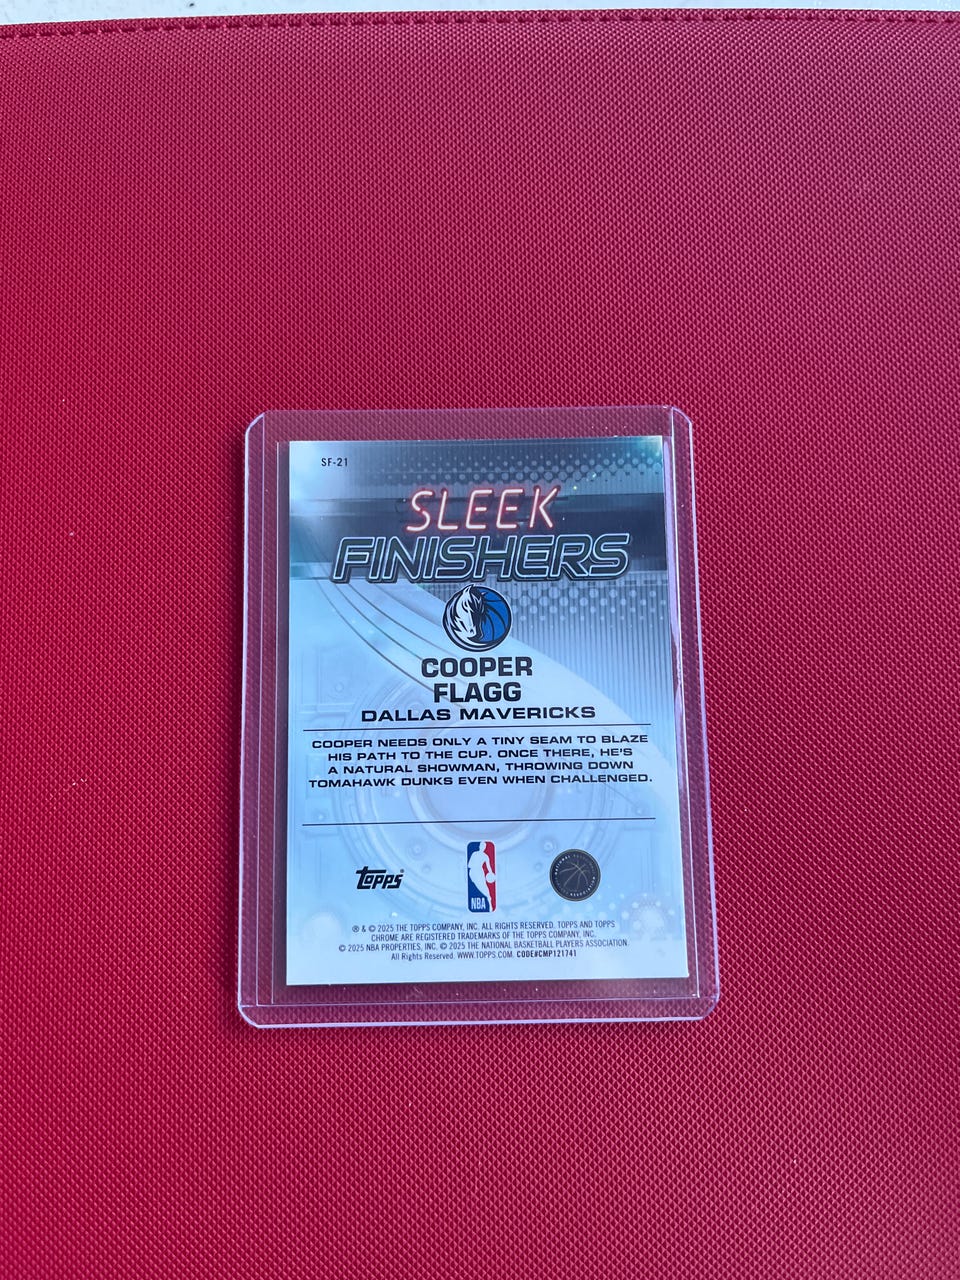 SF-21
SLEEK
FINISHERS
COOPER
FLAGG
DALLAS MAVERICKS
COOPER NEEDS ONLY A TINY SEAM TO BLAZE
HIS PATH TO THE CUP. ONCE THERE, HE'S
A NATURAL SHOWMAN, THROWING DOWN
TOMAHAWK DUNKS EVEN WHEN CHALLENGED.
topps®
NBA
® & © 2025 THE TOPPS COMPANY, INC. ALL RIGHTS RESERVED. TOPPS AND TOPPS
CHROME ARE REGISTERED TRADEMARKS OF THE TOPPS COMPANY, INC.
© 2025 NBA PROPERTIES, INC. © 2025 THE NATIONAL BASKETBALL PLAYERS ASSOCIATION.
All Rights Reserved. WWW.TOPPS.COM. CODE#CMP121741